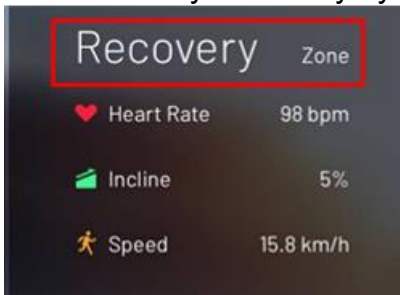 Recovery Zone
Heart Rate 98 bpm
Incline 5%
Speed 15.8 km/h